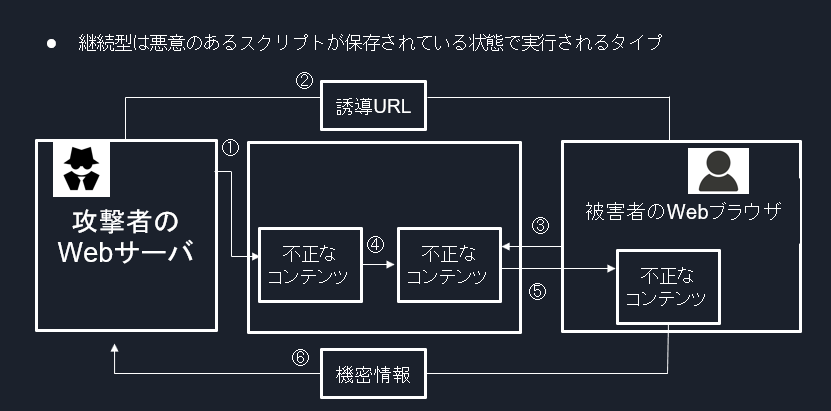 ● 継続型は悪意のあるスクリプトが保存されている状態で実行されるタイプ
②
誘導URL
①
攻撃者の
Webサーバ
被害者のWebブラウザ
③
不正な
コンテンツ
④
不正な
コンテンツ
⑤
不正な
コンテンツ
⑥
機密情報